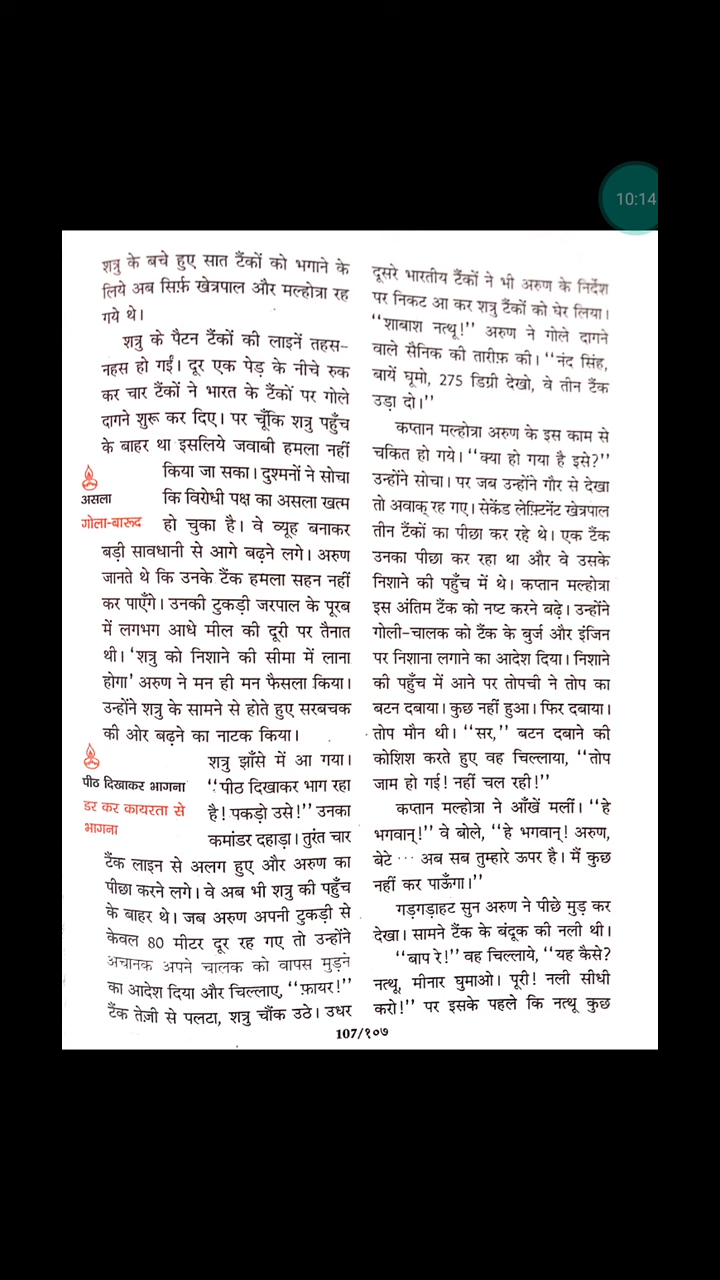 10:14
शत्रु के बचे हुए सात टैंकों को भगाने के
लिये अब सिर्फ़ खेत्रपाल और मल्होत्रा रह
गये थे।
शत्रु के पैटन टैंकों की लाइनें तहस-
नहस हो गईं। दूर एक पेड़ के नीचे रुक
कर चार टैंकों ने भारत के टैंकों पर गोले
दागने शुरू कर दिए। पर चूँकि शत्रु पहुँच
के बाहर था इसलिये जवाबी हमला नहीं
किया जा सका। दुश्मनों ने सोचा
कि विरोधी पक्ष का असला खत्म
हो चुका है। वे व्यूह बनाकर
असला
गोला-बारूद
बड़ी सावधानी से आगे बढ़ने लगे। अरुण
जानते थे कि उनके टैंक हमला सहन नहीं
कर पाएँगे। उनकी टुकड़ी जरपाल के पूरब
में लगभग आधे मील की दूरी पर तैनात
थी। 'शत्रु को निशाने की सीमा में लाना
होगा' अरुण ने मन ही मन फैसला किया।
उन्होंने शत्रु के सामने से होते हुए सरबचक
की ओर बढ़ने का नाटक किया।
शत्रु झाँसे में आ गया।
"पीठ दिखाकर भाग रहा
है! पकड़ो उसे!" उनका
कमांडर दहाड़ा। तुरंत चार
पीठ दिखाकर भागना
डर कर कायरता से
भागना
टैंक लाइन से अलग हुए और अरुण का
पीछा करने लगे। वे अब भी शत्रु की पहुँच
के बाहर थे। जब अरुण अपनी टुकड़ी से
केवल 80 मीटर दूर रह गए तो उन्होंने
अचानक अपने चालक को वापस मुड़ने
का आदेश दिया और चिल्लाए, "फ़ायर!"
टैंक तेज़ी से पलटा, शत्रु चौंक उठे। उधर
दूसरे भारतीय टैंकों ने भी अरुण के निर्देश
पर निकट आ कर शत्रु टैंकों को घेर लिया।
"शाबाश नत्थू!" अरुण ने गोले दागने
वाले सैनिक की तारीफ़ की। "नंद सिंह,
बायें घूमो, 275 डिग्री देखो, वे तीन टैंक
उड़ा दो।"
कप्तान मल्होत्रा अरुण के इस काम से
चकित हो गये। "क्या हो गया है इसे?"
उन्होंने सोचा। पर जब उन्होंने गौर से देखा
तो अवाक् रह गए। सेकेंड लेफ़्टिनेंट खेत्रपाल
तीन टैंकों का पीछा कर रहे थे। एक टैंक
उनका पीछा कर रहा था और वे उसके
निशाने की पहुँच में थे। कप्तान मल्होत्रा
इस अंतिम टैंक को नष्ट करने बढ़े। उन्होंने
गोली-चालक को टैंक के बुर्ज और इंजिन
पर निशाना लगाने का आदेश दिया। निशाने
की पहुँच में आने पर तोपची ने तोप का
बटन दबाया। कुछ नहीं हुआ। फिर दबाया।
तोप मौन थी। "सर," बटन दबाने की
कोशिश करते हुए वह चिल्लाया, "तोप
जाम हो गई! नहीं चल रही!"
कप्तान मल्होत्रा ने आँखें मलीं। "हे
भगवान्!" वे बोले, "हे भगवान्! अरुण,
बेटे ··· अब सब तुम्हारे ऊपर है। मैं कुछ
नहीं कर पाऊँगा।"
गड़गड़ाहट सुन अरुण ने पीछे मुड़ कर
देखा। सामने टैंक के बंदूक की नली थी।
"बाप रे!" वह चिल्लाये, "यह कैसे?
नत्थू, मीनार घुमाओ। पूरी! नली सीधी
करो!" पर इसके पहले कि नत्थू कुछ
107/१०७